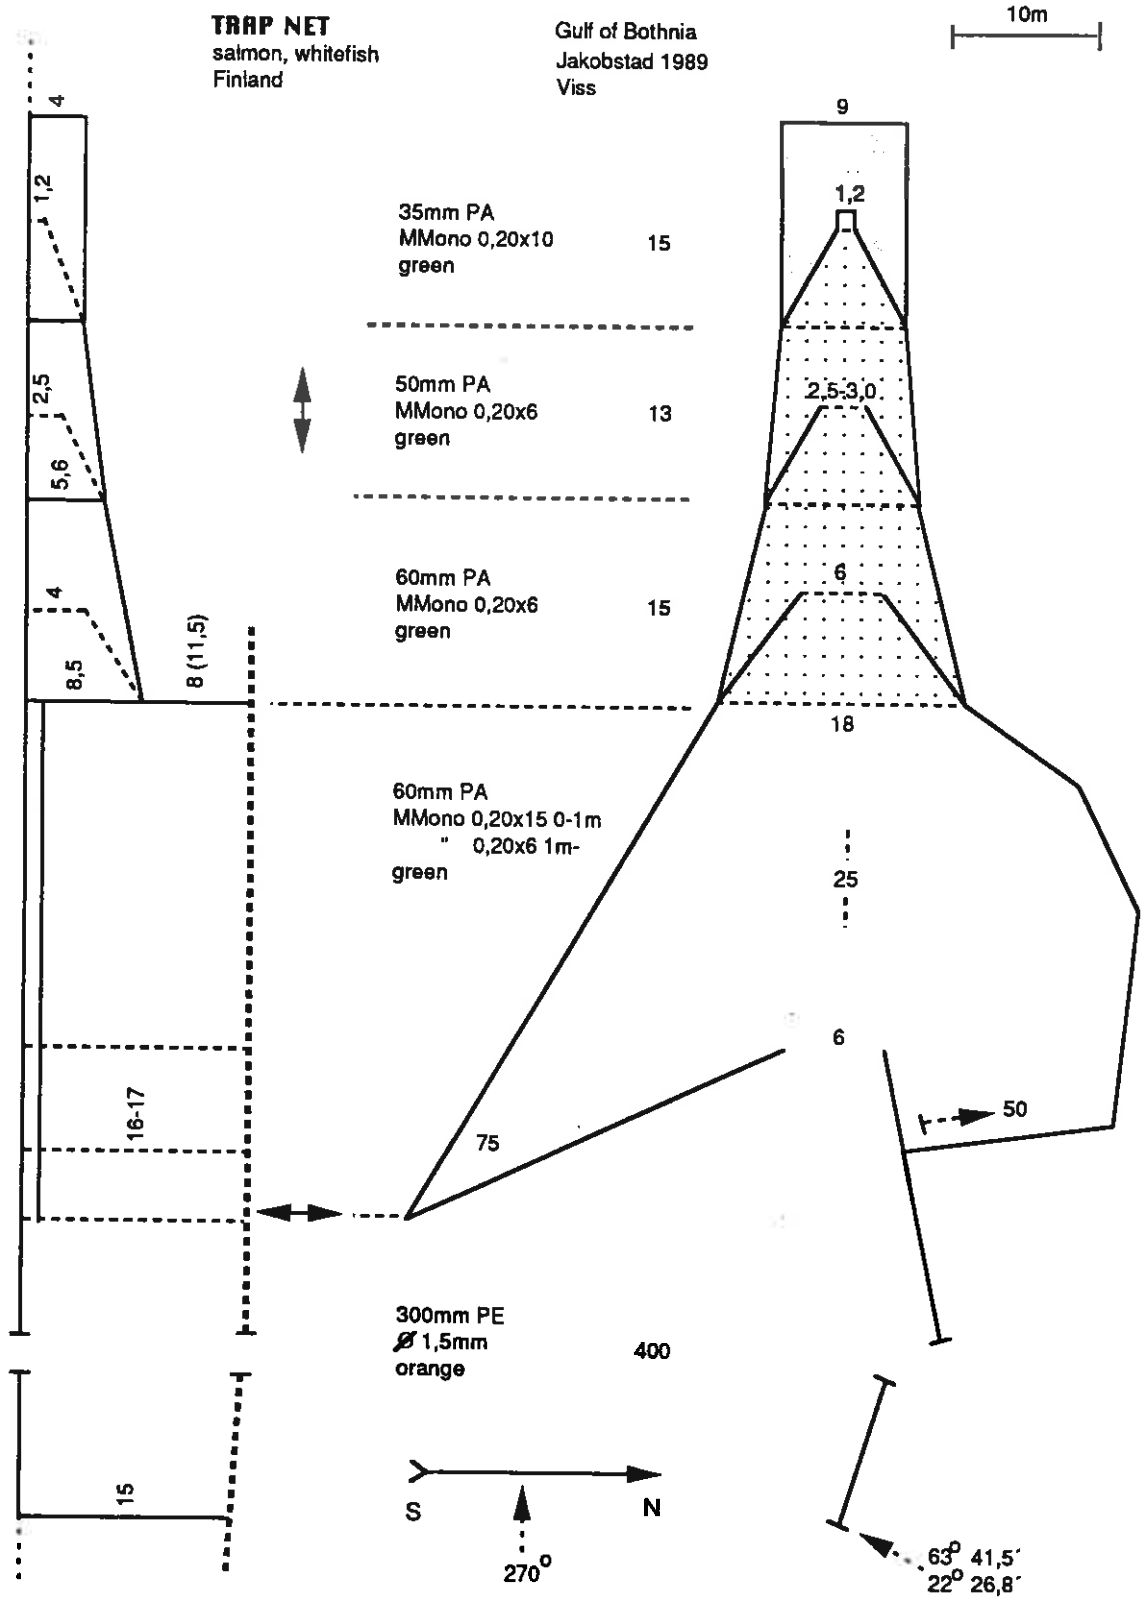 TRAP NET
salmon, whitefish
Finland
Gulf of Bothnia
Jakobstad 1989
Viss
10m
4
1,2
2,5
5,6
4
8,5
8 (11,5)
16-17
15
35mm PA
MMono 0,20x10
green
15
50mm PA
MMono 0,20x6
green
13
60mm PA
MMono 0,20x6
green
15
60mm PA
MMono 0,20x15 0-1m
" 0,20x6 1m-
green
300mm PE
Ø 1,5mm
orange
400
9
1,2
2,5-3,0
6
18
25
6
75
50
S
N
270°
63° 41,5´
22° 26,8´